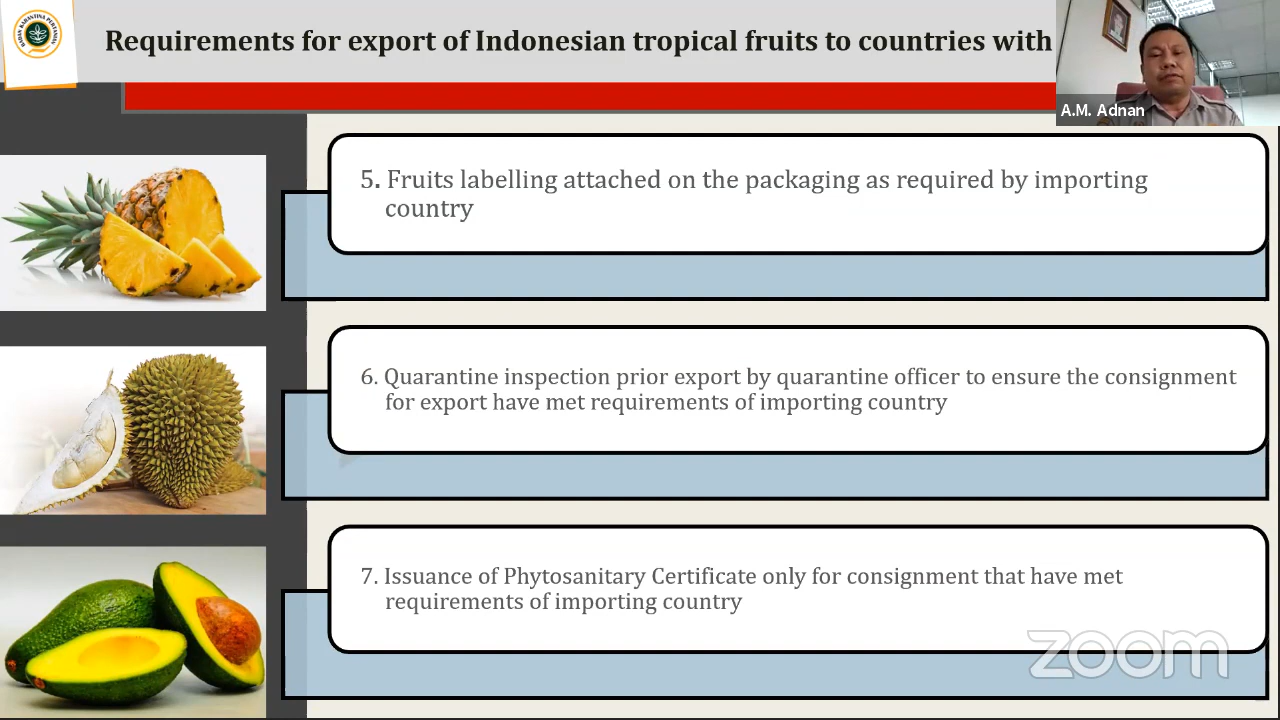 Requirements for export of Indonesian tropical fruits to countries with
A.M. Adnan
5. Fruits labelling attached on the packaging as required by importing
country
6. Quarantine inspection prior export by quarantine officer to ensure the consignment
for export have met requirements of importing country
7. Issuance of Phytosanitary Certificate only for consignment that have met
requirements of importing country
zoom